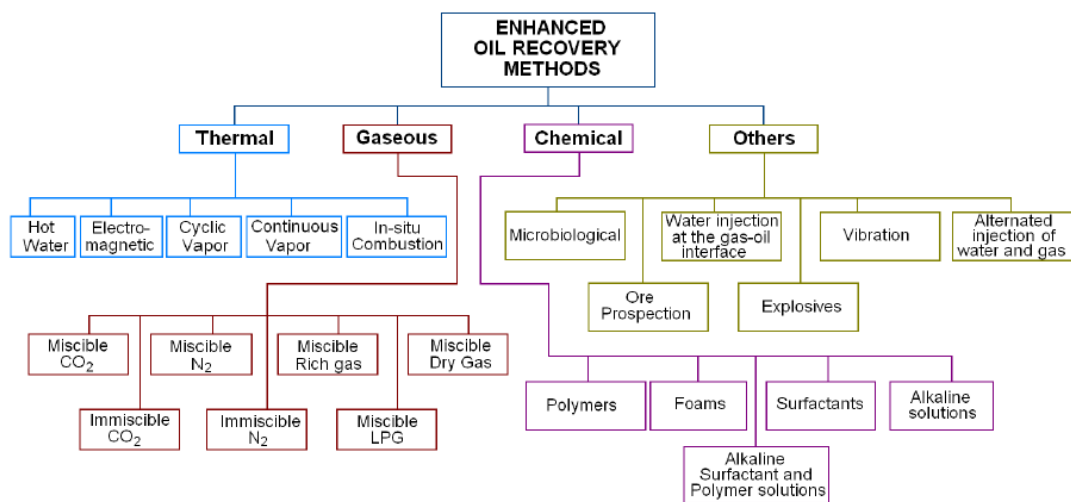 ENHANCED
OIL RECOVERY
METHODS
Thermal
Gaseous
Chemical
Others
Hot
Water
Electro-
magnetic
Cyclic
Vapor
Continuous
Vapor
In-situ
Combustion
Microbiological
Water injection
at the gas-oil
interface
Vibration
Alternated
injection of
water and gas
Ore
Prospection
Explosives
Miscible
CO2
Miscible
N2
Miscible
Rich gas
Miscible
Dry Gas
Immiscible
CO2
Immiscible
N2
Miscible
LPG
Polymers
Foams
Surfactants
Alkaline
solutions
Alkaline
Surfactant and
Polymer solutions